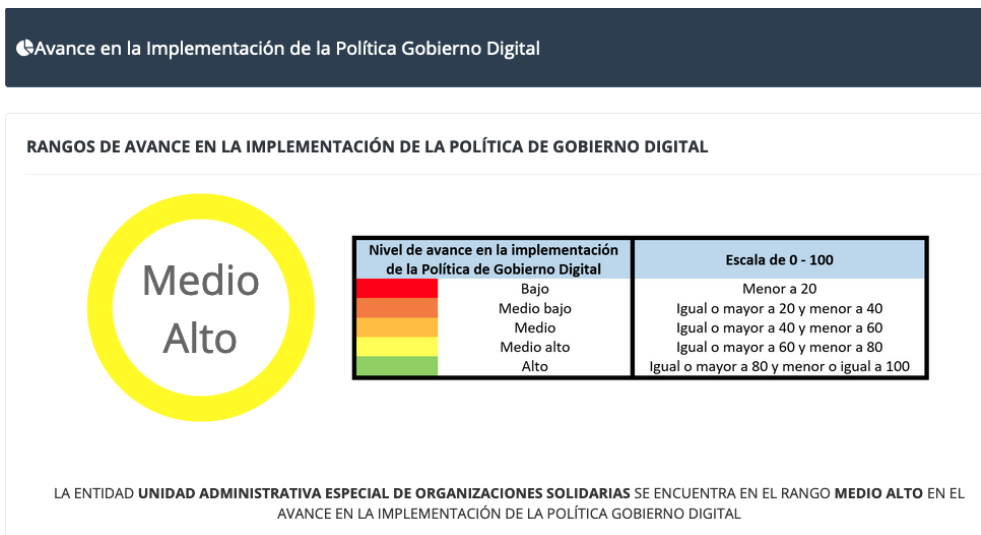 Avance en la Implementación de la Política Gobierno Digital
RANGOS DE AVANCE EN LA IMPLEMENTACIÓN DE LA POLÍTICA DE GOBIERNO DIGITAL
Medio
Alto
Nivel de avance en la implementación
de la Política de Gobierno Digital
Escala de 0 - 100
Bajo
Menor a 20
Medio bajo
Igual o mayor a 20 y menor a 40
Medio
Igual o mayor a 40 y menor a 60
Medio alto
Igual o mayor a 60 y menor a 80
Alto
Igual o mayor a 80 y menor o igual a 100
LA ENTIDAD UNIDAD ADMINISTRATIVA ESPECIAL DE ORGANIZACIONES SOLIDARIAS SE ENCUENTRA EN EL RANGO MEDIO ALTO EN EL
AVANCE EN LA IMPLEMENTACIÓN DE LA POLÍTICA GOBIERNO DIGITAL